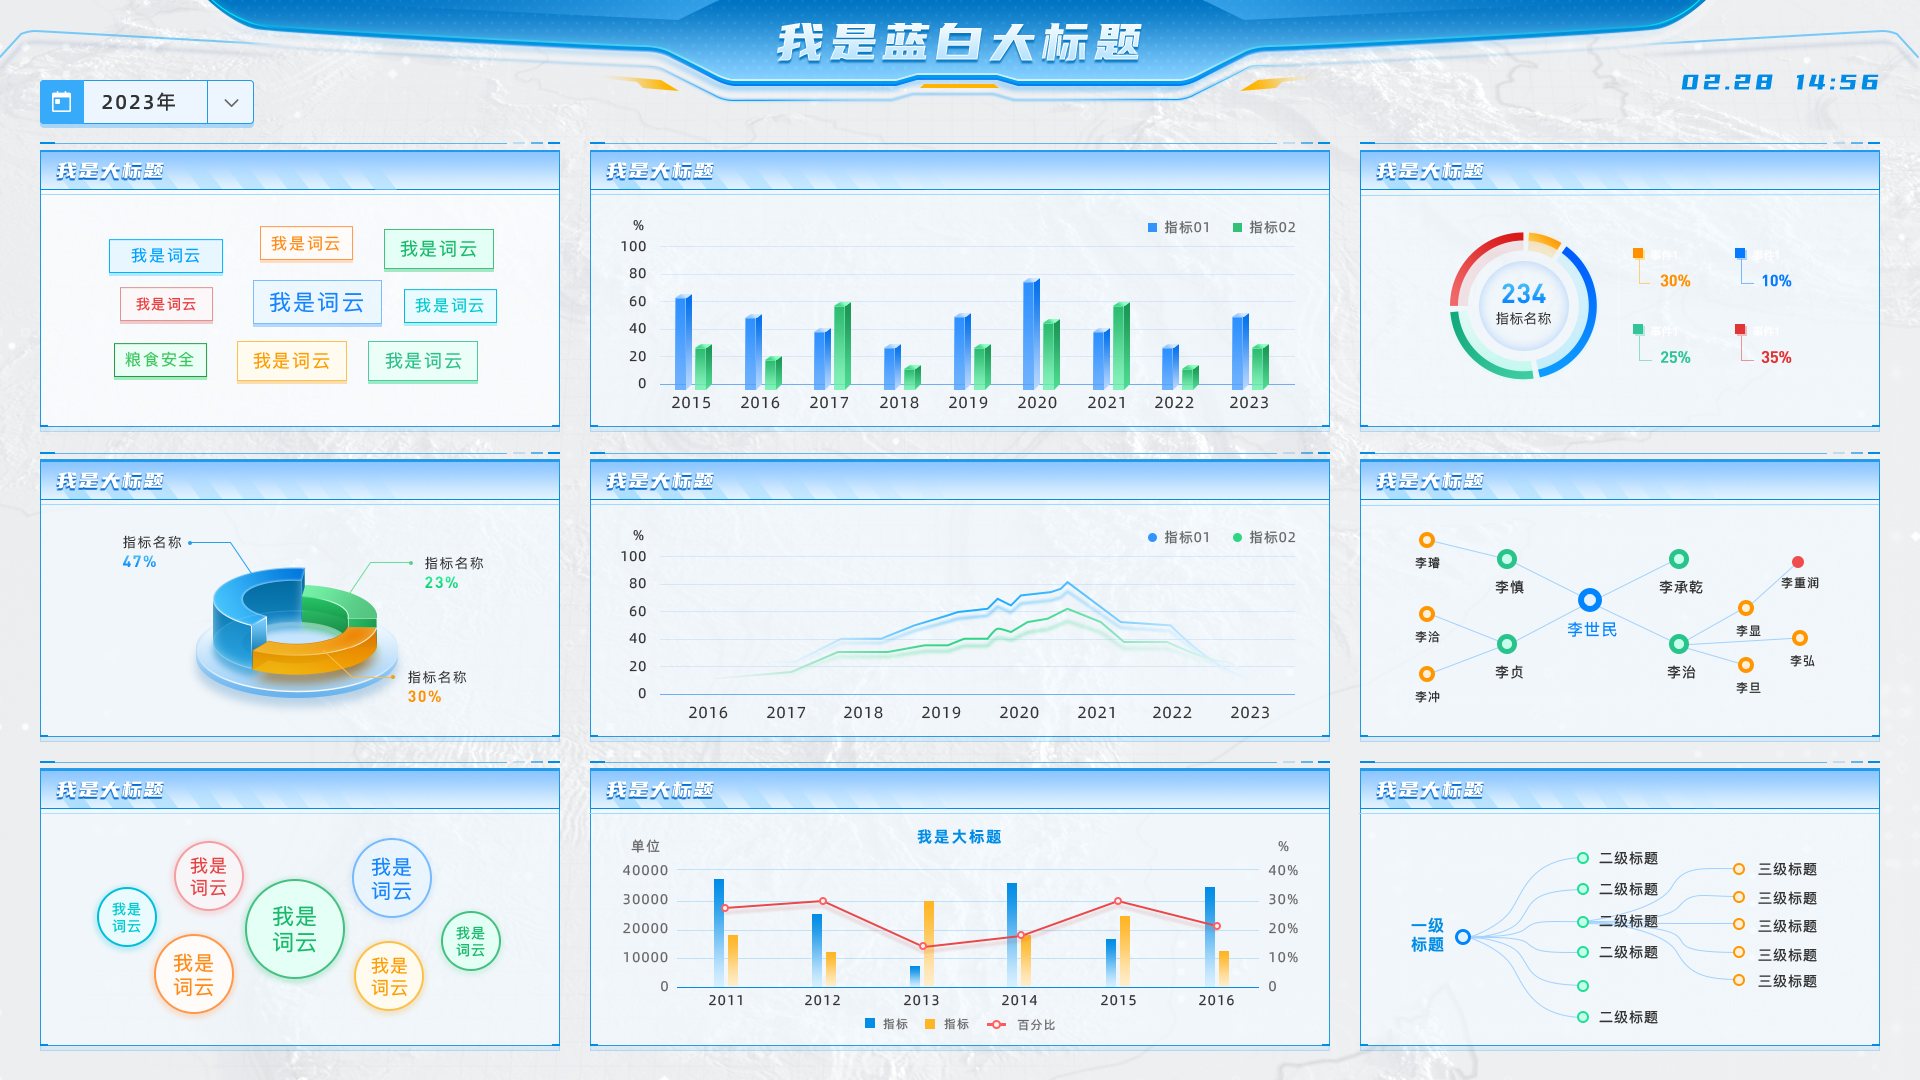 我是蓝白大标题
02.28 14:56
2023年
我是大标题
我是词云
我是词云
我是词云
我是词云
我是词云
我是词云
粮食安全
我是词云
我是词云
我是大标题
%
指标01
指标02
100
80
60
40
20
0
2015 2016 2017 2018 2019 2020 2021 2022 2023
我是大标题
234
指标名称
事件1
30%
事件1
10%
事件1
25%
事件1
35%
我是大标题
指标名称
47%
指标名称
23%
指标名称
30%
我是大标题
%
指标01
指标02
100
80
60
40
20
0
2016 2017 2018 2019 2020 2021 2022 2023
我是大标题
李璿
李慎
李承乾
李重润
李洽
李世民
李显
李弘
李贞
李治
李旦
李冲
我是大标题
我是
词云
我是
词云
我是
词云
我是
词云
我是
词云
我是
词云
我是
词云
我是大标题
我是大标题
单位
%
40000
30000
20000
10000
0
40%
30%
20%
10%
0
2011 2012 2013 2014 2015 2016
指标
指标
百分比
我是大标题
一级
标题
二级标题
二级标题
二级标题
二级标题
二级标题
三级标题
三级标题
三级标题
三级标题
三级标题